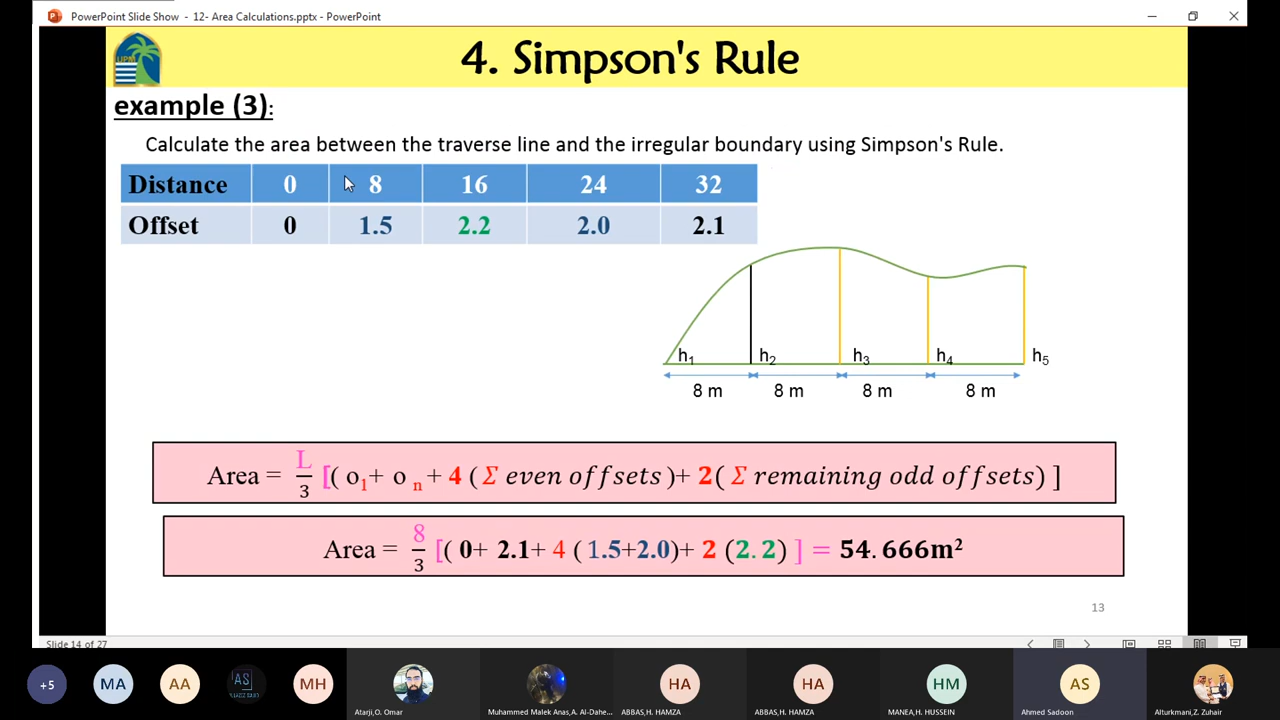 PowerPoint Slide Show - 12- Area Calculations.pptx - PowerPoint
UPM
4. Simpson's Rule
example (3):
Calculate the area between the traverse line and the irregular boundary using Simpson's Rule.
Distance 0 8 16 24 32
Offset 0 1.5 2.2 2.0 2.1
h1 h2 h3 h4 h5
8 m 8 m 8 m 8 m
Area = L/3 [( o1+ o n + 4 ( Σ even offsets)+ 2( Σ remaining odd offsets) ]
Area = 8/3 [( 0+ 2.1+ 4 ( 1.5+2.0)+ 2 (2.2) ] = 54.666m²
13
Slide 14 of 27
+5 MA AA AS MH HA HA HM AS
Atarji,O. Omar Muhammed Malek Anas,A. Al-Dahe... ABBAS,H. HAMZA ABBAS,H. HAMZA MANEA,H. HUSSEIN Ahmed Sadoon Alturkmani,Z. Zuhair